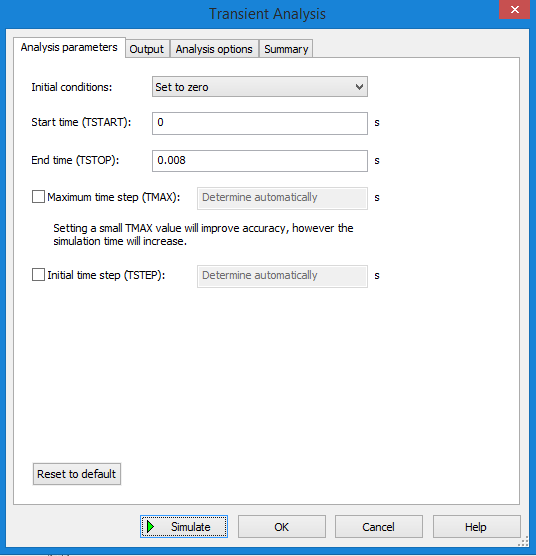 Transient Analysis
Analysis parameters Output Analysis options Summary
Initial conditions: Set to zero
Start time (TSTART): 0 s
End time (TSTOP): 0.008 s
Maximum time step (TMAX): Determine automatically s
Setting a small TMAX value will improve accuracy, however the
simulation time will increase.
Initial time step (TSTEP): Determine automatically s
Reset to default
Simulate OK Cancel Help